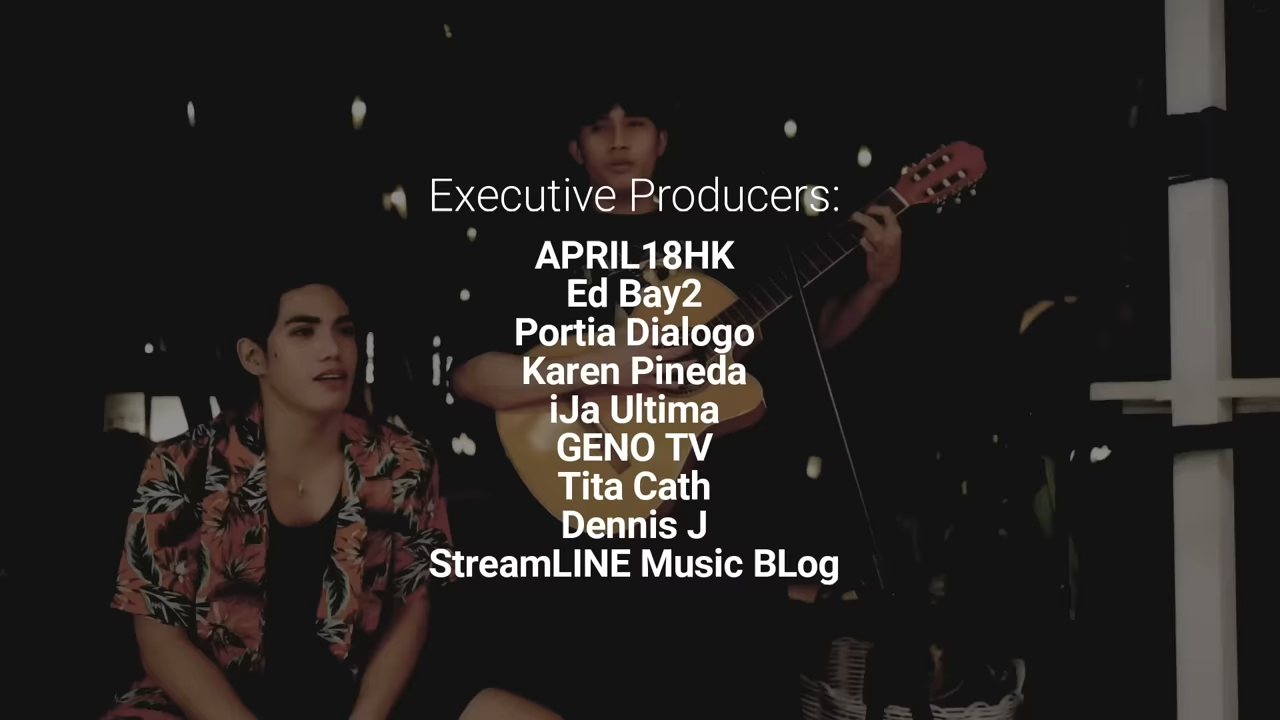 Executive Producers:
APRIL18HK
Ed Bay2
Portia Dialogo
Karen Pineda
iJa Ultima
GENO TV
Tita Cath
Dennis J
StreamLINE Music BLog